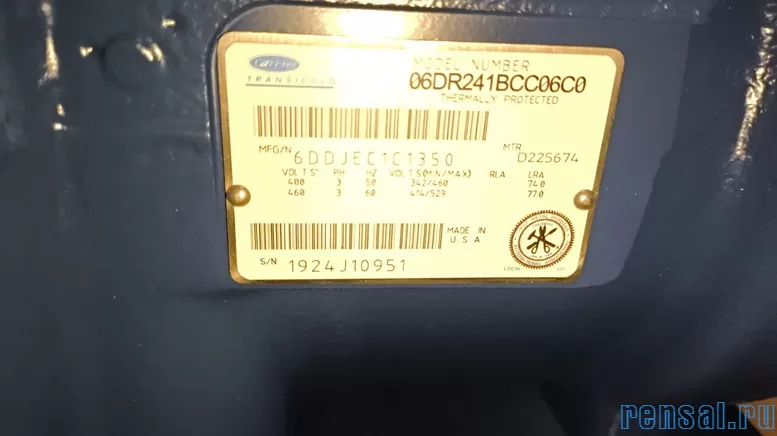 Carrier
TRANSICOLD
MODEL NUMBER
06DR241BCC06C0
THERMALLY PROTECTED
MFG/N 6DDJEC1C1350
MTR D225674
VOLTS PH HZ VOLTS(MIN/MAX) RLA LRA
400 3 50 342/460 74.0
460 3 60 414/529 77.0
MADE IN
U.S.A
S/N 1924J10951
LOCAL
rensal.ru